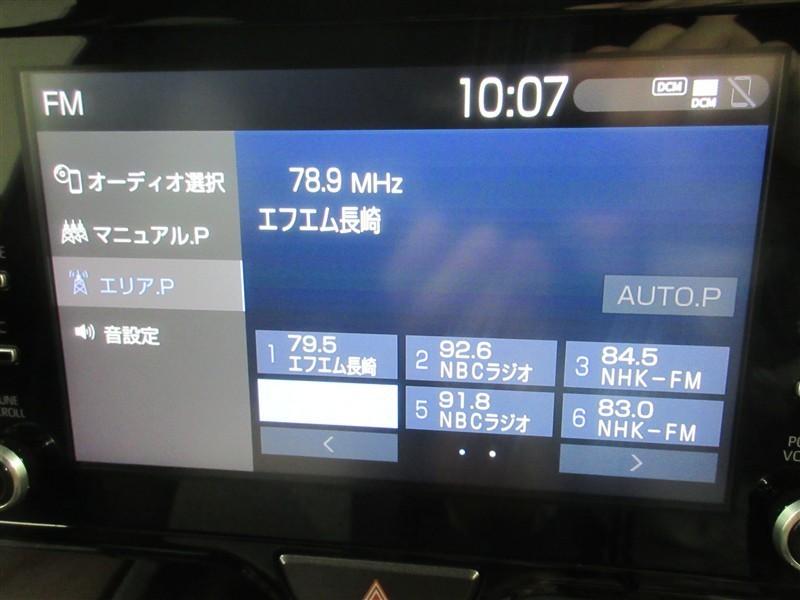 FM
10:07
DCM
DCM
オーディオ選択
マニュアル.P
エリア.P
音設定
78.9 MHz
エフエム長崎
AUTO.P
1 79.5
エフエム長崎
2 92.6
NBCラジオ
3 84.5
NHK-FM
5 91.8
NBCラジオ
6 83.0
NHK-FM